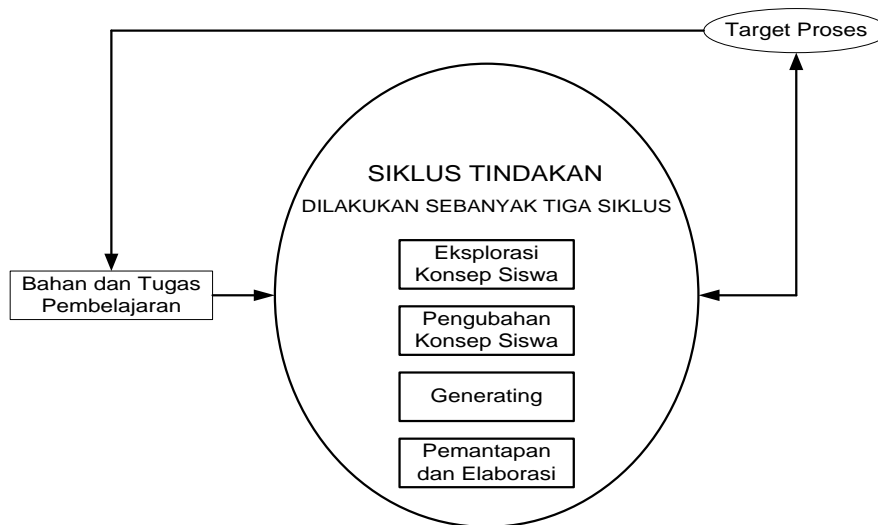 Target Proses
SIKLUS TINDAKAN
DILAKUKAN SEBANYAK TIGA SIKLUS
Eksplorasi
Konsep Siswa
Bahan dan Tugas
Pembelajaran
Pengubahan
Konsep Siswa
Generating
Pemantapan
dan Elaborasi